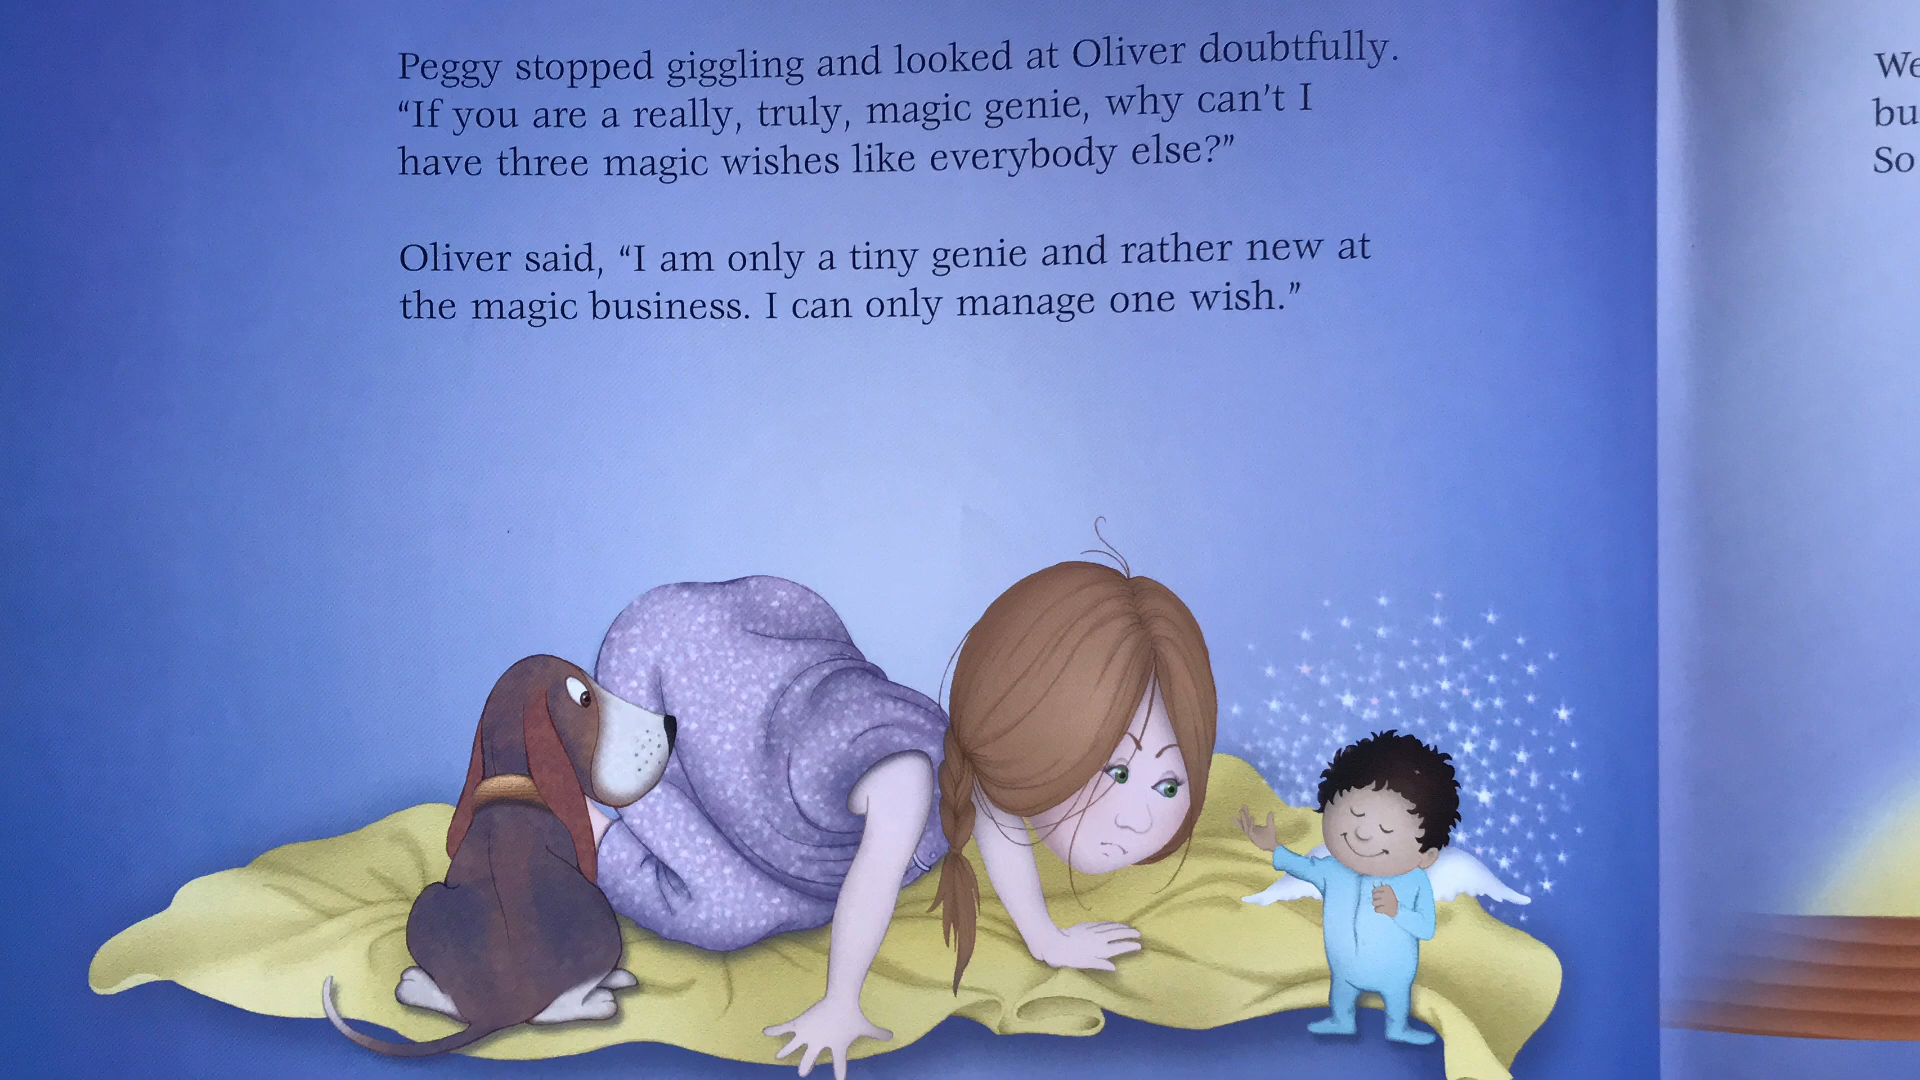 Peggy stopped giggling and looked at Oliver doubtfully.
“If you are a really, truly, magic genie, why can't I
have three magic wishes like everybody else?”
Oliver said, “I am only a tiny genie and rather new at
the magic business. I can only manage one wish.”
So